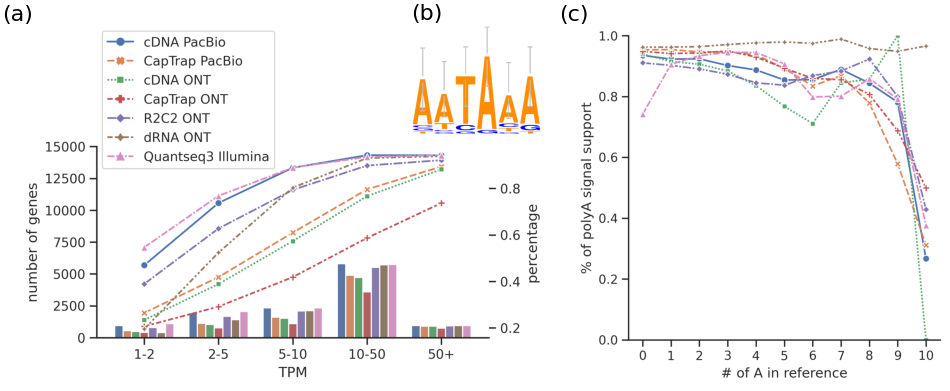 (a)
cDNA PacBio
CapTrap PacBio
cDNA ONT
CapTrap ONT
R2C2 ONT
dRNA ONT
Quantseq3 Illumina
15000
12500
10000
7500
5000
2500
0
number of genes
0.8
0.6
0.4
0.2
percentage
1-2
2-5
5-10
10-50
50+
TPM
(b)
AATAAA
(c)
1.0
0.8
0.6
0.4
0.2
0.0
% of polyA signal support
0
1
2
3
4
5
6
7
8
9
10
# of A in reference